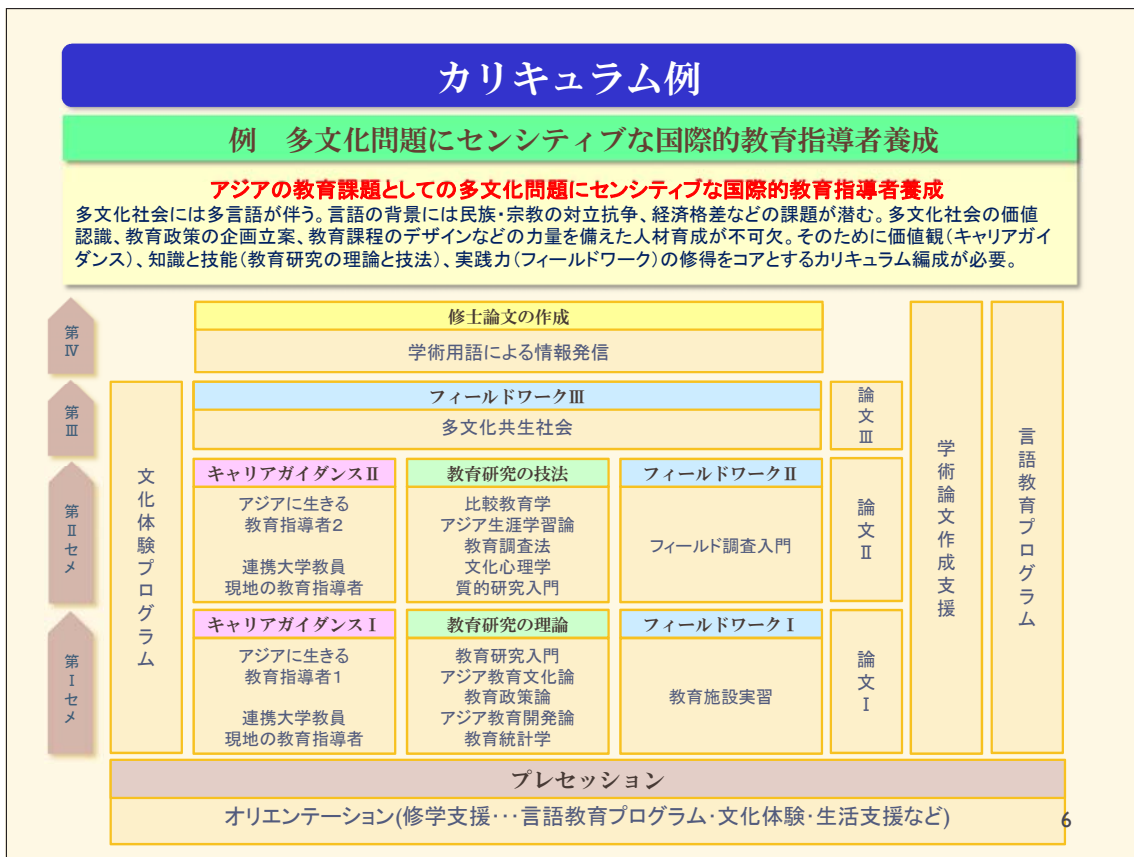 カリキュラム例
例　多文化問題にセンシティブな国際的教育指導者養成
アジアの教育課題としての多文化問題にセンシティブな国際的教育指導者養成
多文化社会には多言語が伴う。言語の背景には民族・宗教の対立抗争、経済格差などの課題が潜む。多文化社会の価値
認識、教育政策の企画立案、教育課程のデザインなどの力量を備えた人材育成が不可欠。そのために価値観（キャリアガイ
ダンス）、知識と技能（教育研究の理論と技法）、実践力（フィールドワーク）の修得をコアとするカリキュラム編成が必要。
第Ⅳ
修士論文の作成
学術用語による情報発信
第Ⅲ
フィールドワークⅢ
多文化共生社会
論文Ⅲ
学術論文作成支援
言語教育プログラム
文化体験プログラム
第Ⅱセメ
キャリアガイダンスⅡ
アジアに生きる
教育指導者2
連携大学教員
現地の教育指導者
教育研究の技法
比較教育学
アジア生涯学習論
教育調査法
文化心理学
質的研究入門
フィールドワークⅡ
フィールド調査入門
論文Ⅱ
第Ⅰセメ
キャリアガイダンスⅠ
アジアに生きる
教育指導者1
連携大学教員
現地の教育指導者
教育研究の理論
教育研究入門
アジア教育文化論
教育政策論
アジア教育開発論
教育統計学
フィールドワークⅠ
教育施設実習
論文Ⅰ
プレセッション
オリエンテーション(修学支援･･･言語教育プログラム･文化体験･生活支援など)
6